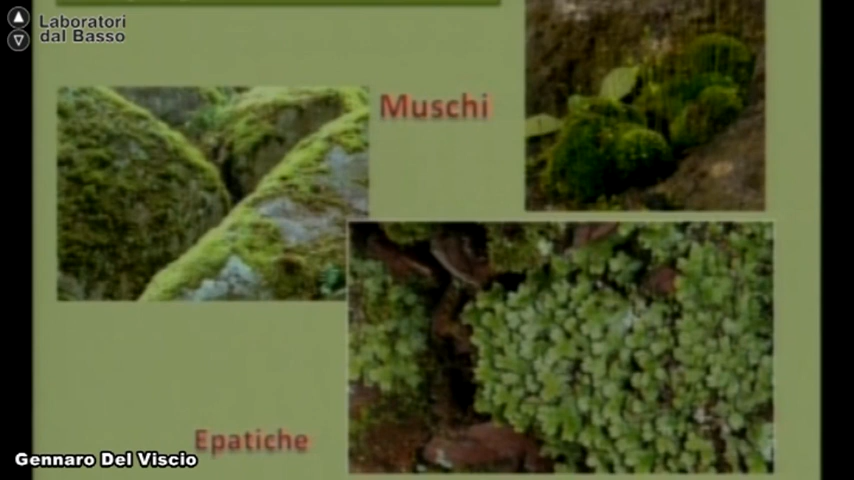 Laboratori
dal Basso
Muschi
Epatiche
Gennaro Del Viscio